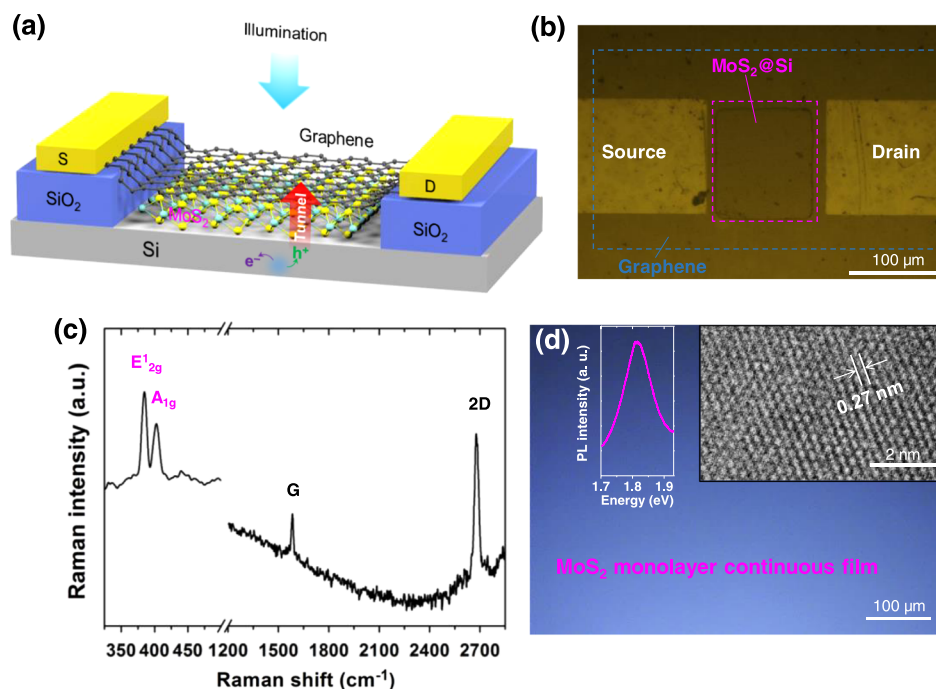 (a)
Illumination
Graphene
S
D
SiO₂
MoS₂
Tunnel
SiO₂
Si
e⁻
h⁺
(b)
MoS₂@Si
Source
Drain
Graphene
100 μm
(c)
Raman intensity (a.u.)
E¹₂g
A₁g
G
2D
350 400 450 1200 1500 1800 2100 2400 2700
Raman shift (cm⁻¹)
(d)
PL intensity (a. u.)
1.7 1.8 1.9
Energy (eV)
0.27 nm
2 nm
MoS₂ monolayer continuous film
100 μm